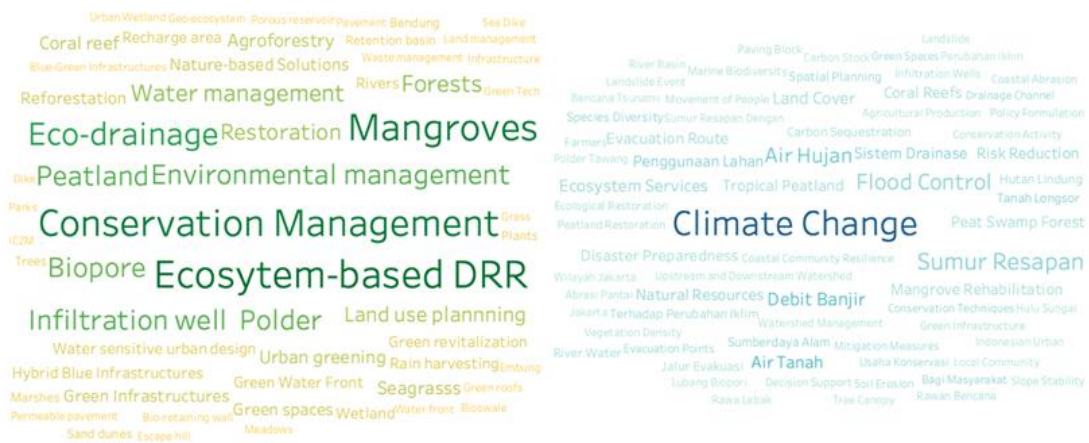 Urban Wetland Geo-ecosystem Porous reservoir Pavement Bendung Sea Dike
Coral reef Recharge area Agroforestry Retention basin Land management
Blue-Green Infrastructures Nature-based Solutions Waste management Infrastructure
Reforestation Water management Rivers Forests Green Tech
Eco-drainage Restoration Mangroves
Dike Peatland Environmental management
Parks
Conservation Management Grass
ICZM Plants
Trees Biopore Ecosytem-based DRR
Infiltration well Polder Land use plannning
Water sensitive urban design Urban greening Green revitalization
Hybrid Blue Infrastructures Rain harvesting Embung
Marshes Green Infrastructures Green Water Front Seagrasss Green roofs
Permeable pavement Bio-retaining wall Green spaces Wetland Water front Bioswale
Sand dunes Escape hill Meadows
Landslide
Paving Block Carbon Stock Green Spaces Perubahan Iklim
River Basin Marine Biodiversity Spatial Planning Infiltration Wells Coastal Abrasion
Landslide Event Coral Reefs Drainage Channel
Bencana Tsunami Movement of People Land Cover
Species Diversity Sumur Resapan Dengan Agricultural Production Policy Formulation
Farmers Evacuation Route Carbon Sequestration Conservation Activity
Polder Tawang Penggunaan Lahan Air Hujan Sistem Drainase Risk Reduction
Ecosystem Services Tropical Peatland Flood Control Hutan Lindung
Tanah Longsor
Ecological Restoration
Peatland Restoration Climate Change Peat Swamp Forest
Disaster Preparedness Coastal Community Resilience Sumur Resapan
Wilayah Jakarta Upstream and Downstream Watershed
Abrasi Pantai Natural Resources Debit Banjir Mangrove Rehabilitation
Jakarta Terhadap Perubahan Iklim Conservation Techniques Hulu Sungai
Vegetation Density Watershed Management Green Infrastructure
River Water Evacuation Points Sumberdaya Alam Mitigation Measures Indonesian Urban
Jalur Evakuasi Air Tanah Usaha Konservasi Local Community
Lubang Biopori Decision Support Soil Erosion Bagi Masyarakat Slope Stability
Rawa Lebak Tree Canopy Rawan Bencana